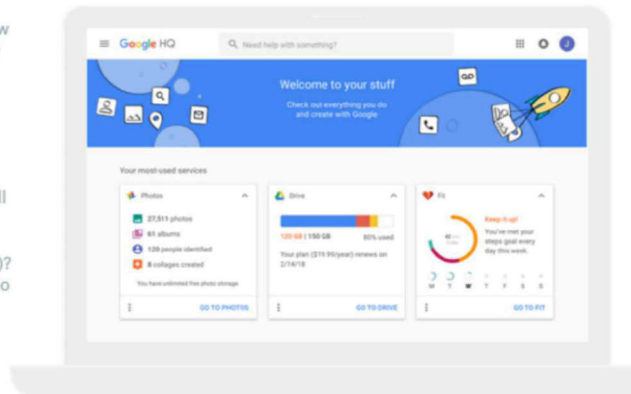 w
Google HQ
Need help with something?
J
Welcome to your stuff
Check out everything you do
and create with Google
Your most-used services
Photos
27,511 photos
61 albums
120 people identified
8 collages created
You have unlimited free photo storage.
GO TO PHOTOS
Drive
120 GB | 150 GB
80% used
Your plan ($19.99/year) renews on
2/14/18
GO TO DRIVE
Fit
Keep it up!
You've met your
steps goal every
day this week.
W T W T F S S
GO TO FIT
ll
)?
o